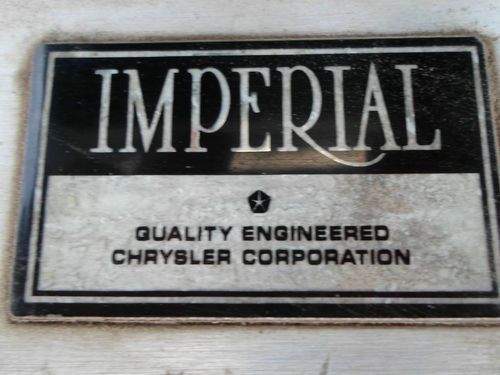 IMPERIAL
QUALITY ENGINEERED
CHRYSLER CORPORATION